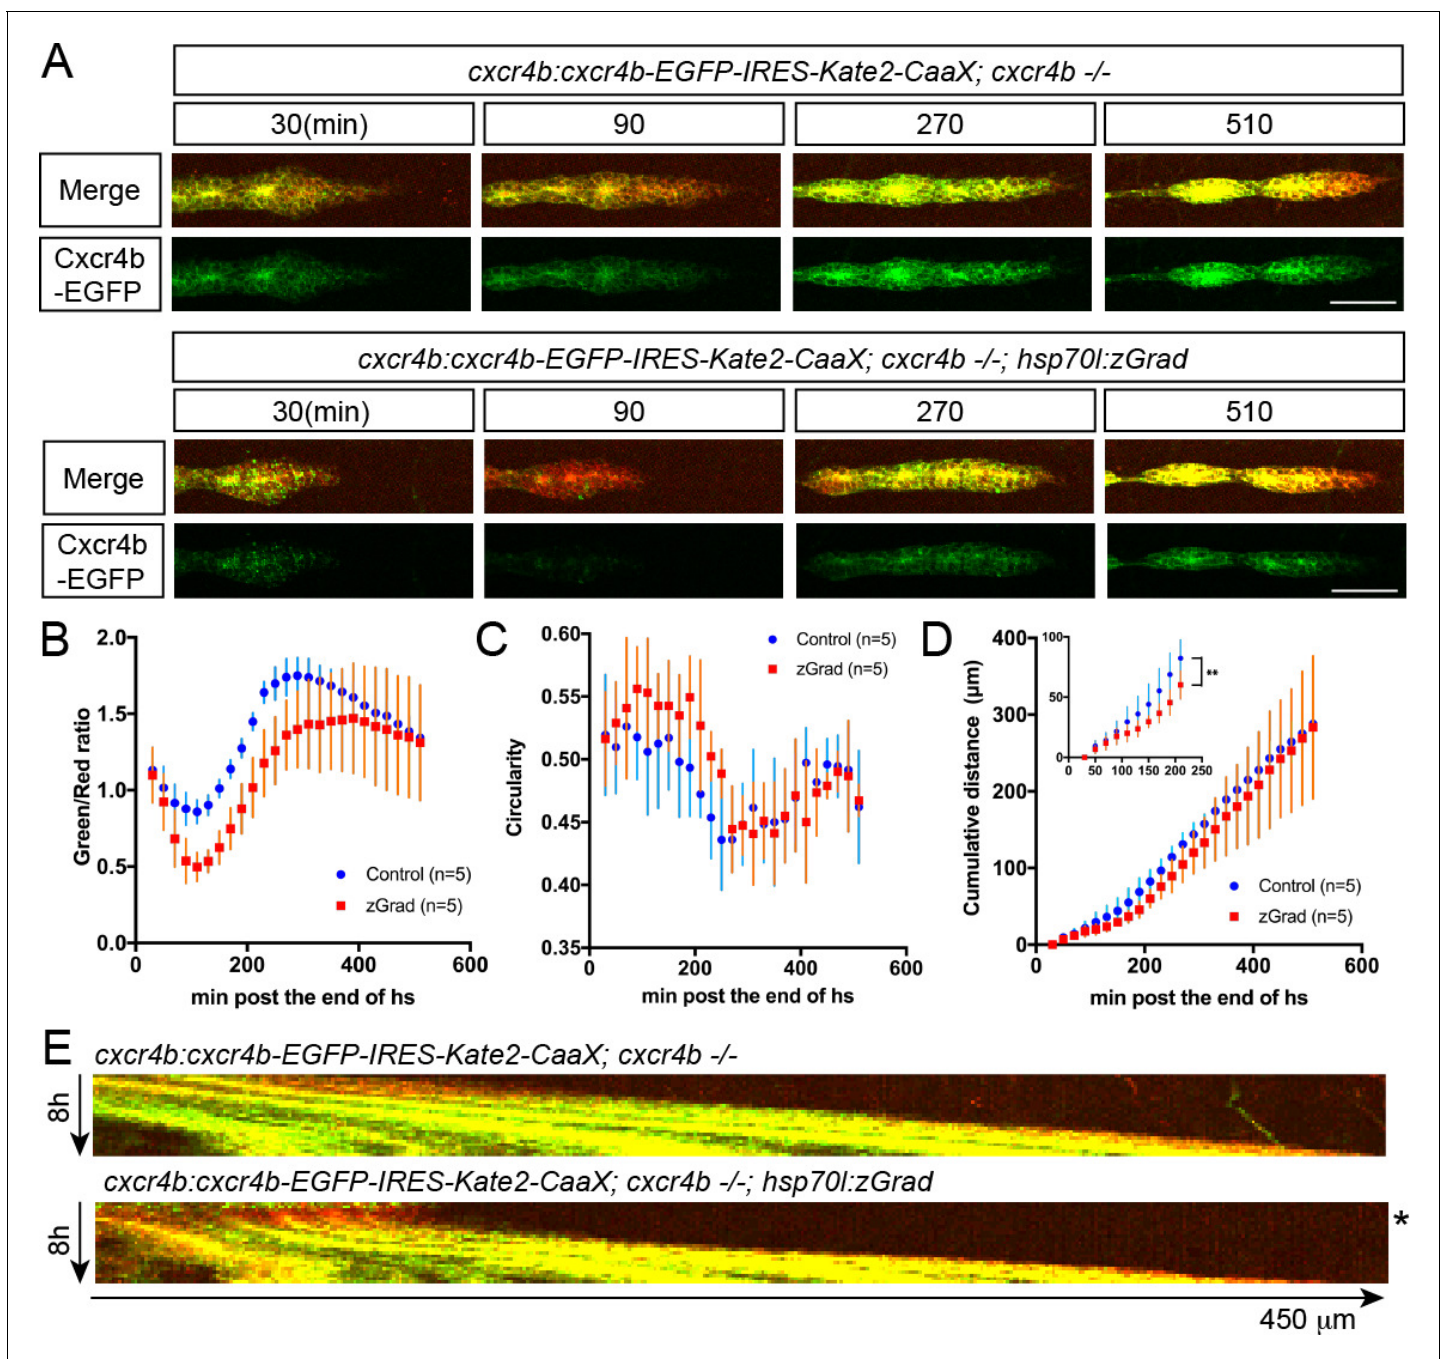 A
cxcr4b:cxcr4b-EGFP-IRES-Kate2-CaaX; cxcr4b -/-
30(min) 90 270 510
Merge
Cxcr4b
-EGFP
cxcr4b:cxcr4b-EGFP-IRES-Kate2-CaaX; cxcr4b -/-; hsp70l:zGrad
30(min) 90 270 510
Merge
Cxcr4b
-EGFP
B
Green/Red ratio
2.0
1.5
1.0
0.5
0.0
0 200 400 600
min post the end of hs
Control (n=5)
zGrad (n=5)
C
Circularity
0.60
0.55
0.50
0.45
0.40
0.35
0 200 400 600
min post the end of hs
Control (n=5)
zGrad (n=5)
D
Cumulative distance (µm)
400
300
200
100
0
0 200 400 600
min post the end of hs
100
50
0
0 50 100 150 200 250
**
Control (n=5)
zGrad (n=5)
E
cxcr4b:cxcr4b-EGFP-IRES-Kate2-CaaX; cxcr4b -/-
8h
cxcr4b:cxcr4b-EGFP-IRES-Kate2-CaaX; cxcr4b -/-; hsp70l:zGrad
8h
*
450 µm